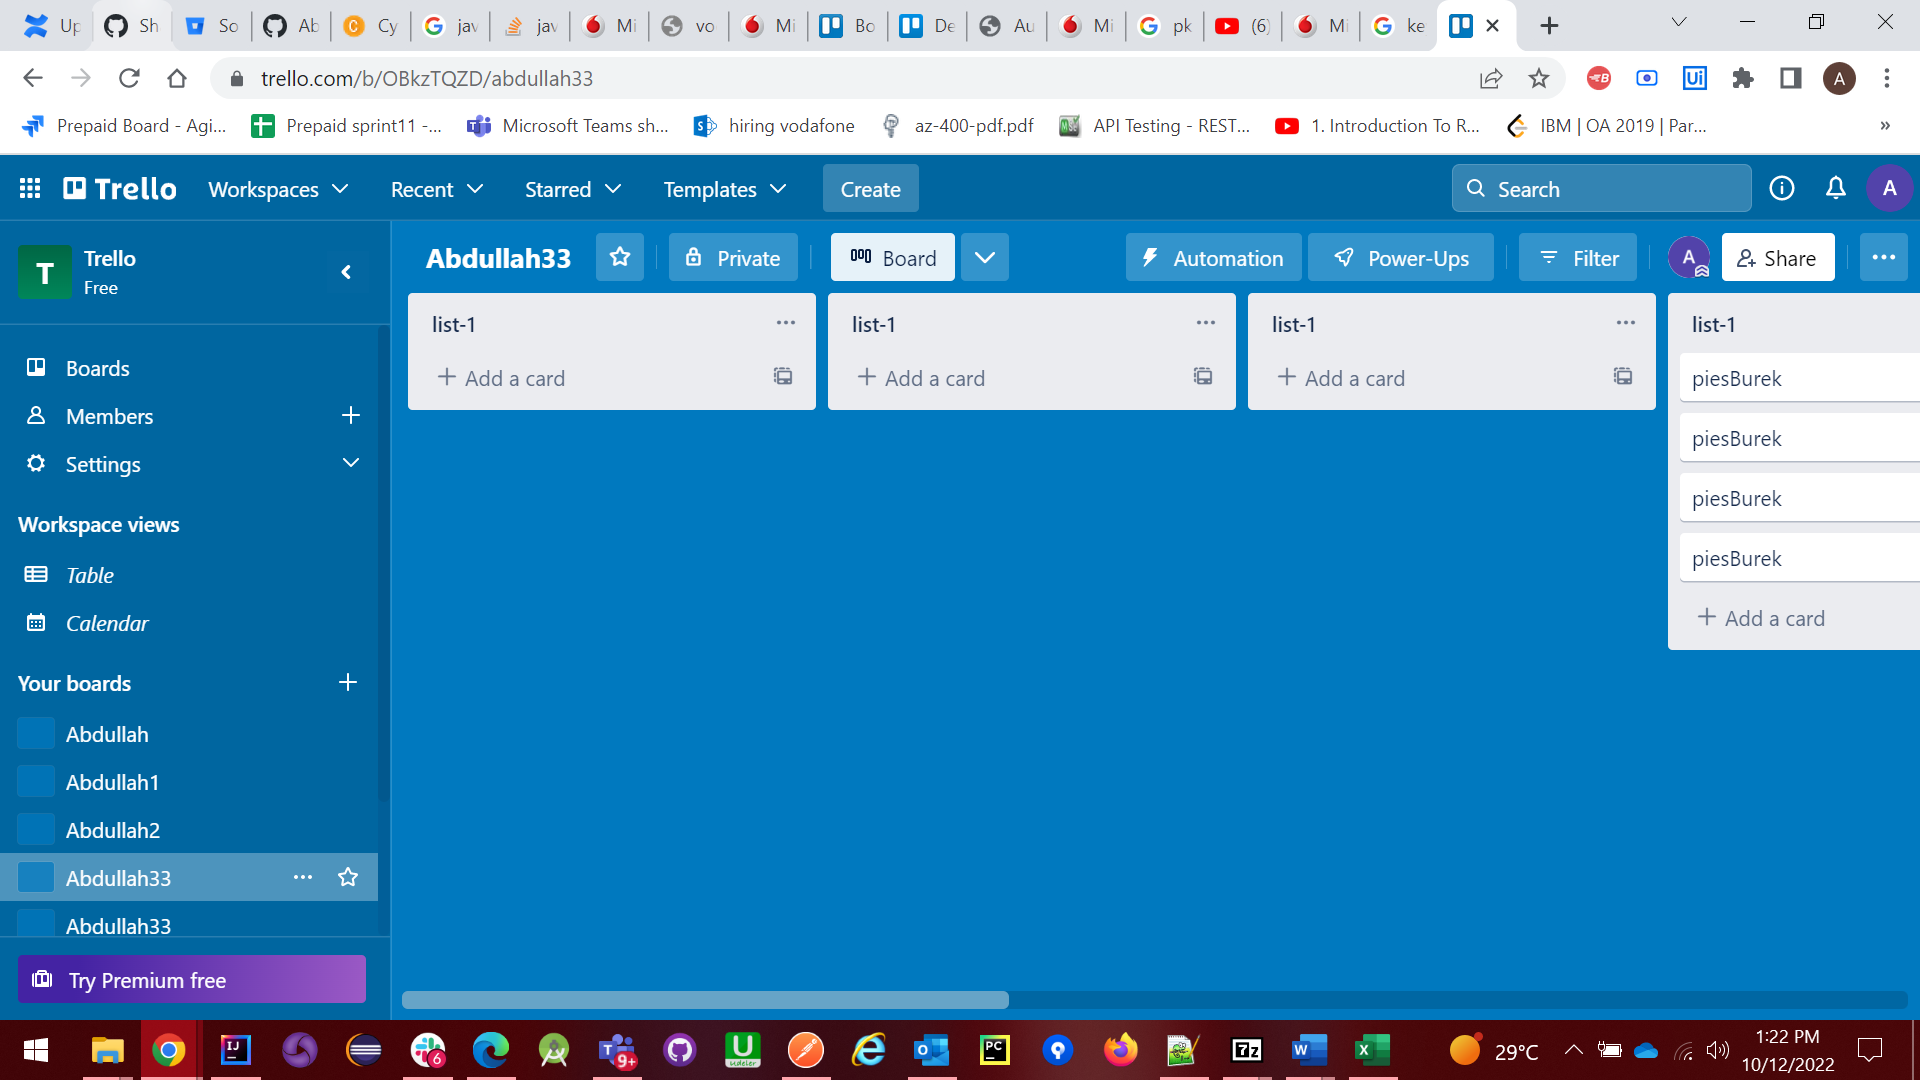 Up
Sh
So
Ab
Cy
jav
jav
Mi
vo
Mi
Bo
De
Au
Mi
pk
(6)
Mi
ke
trello.com/b/OBkzTQZD/abdullah33
A
Prepaid Board - Agi...
Prepaid sprint11 -...
Microsoft Teams sh...
hiring vodafone
az-400-pdf.pdf
API Testing - REST...
1. Introduction To R...
IBM | OA 2019 | Par...
»
Trello
Workspaces
Recent
Starred
Templates
Create
Search
A
T
Trello
Free
Abdullah33
Private
Board
Automation
Power-Ups
Filter
A
Share
Boards
Members
Settings
Workspace views
Table
Calendar
Your boards
Abdullah
Abdullah1
Abdullah2
Abdullah33
Abdullah33
Try Premium free
list-1
Add a card
list-1
Add a card
list-1
Add a card
list-1
piesBurek
piesBurek
piesBurek
piesBurek
Add a card
29°C
1:22 PM
10/12/2022